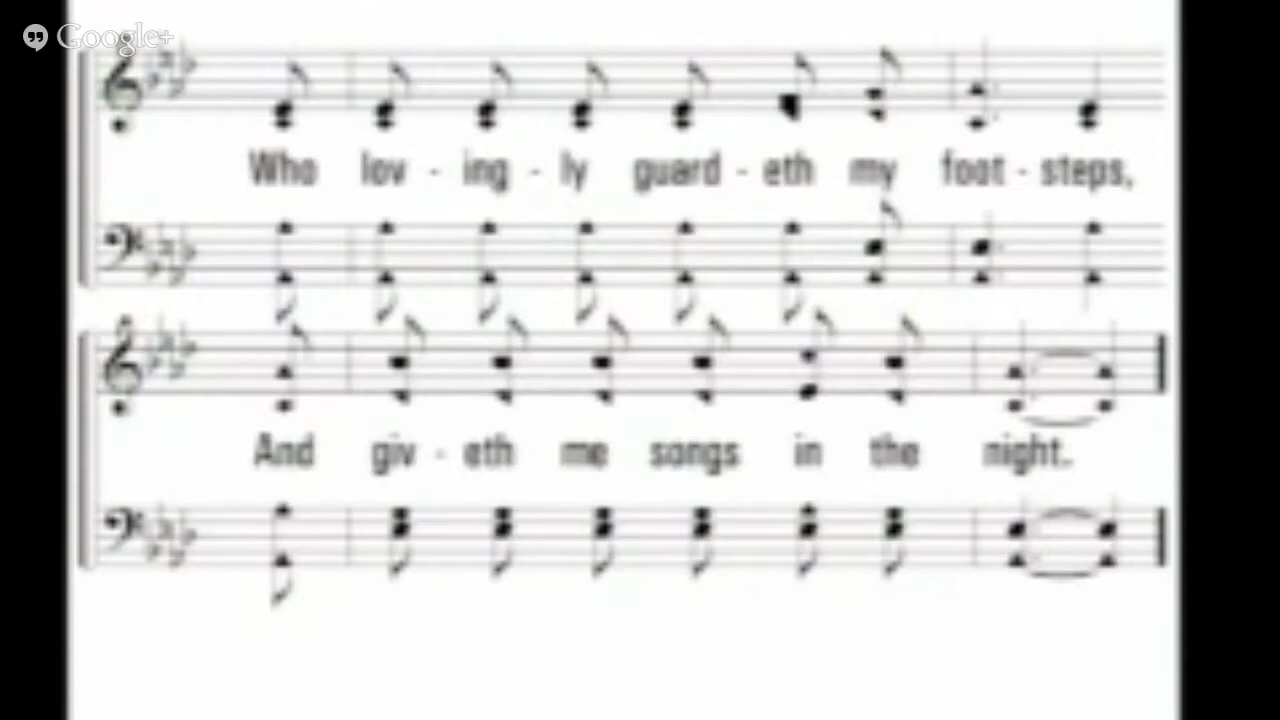 Google+
Who lov - ing - ly guard - eth my foot - steps,
And giv - eth me songs in the night.